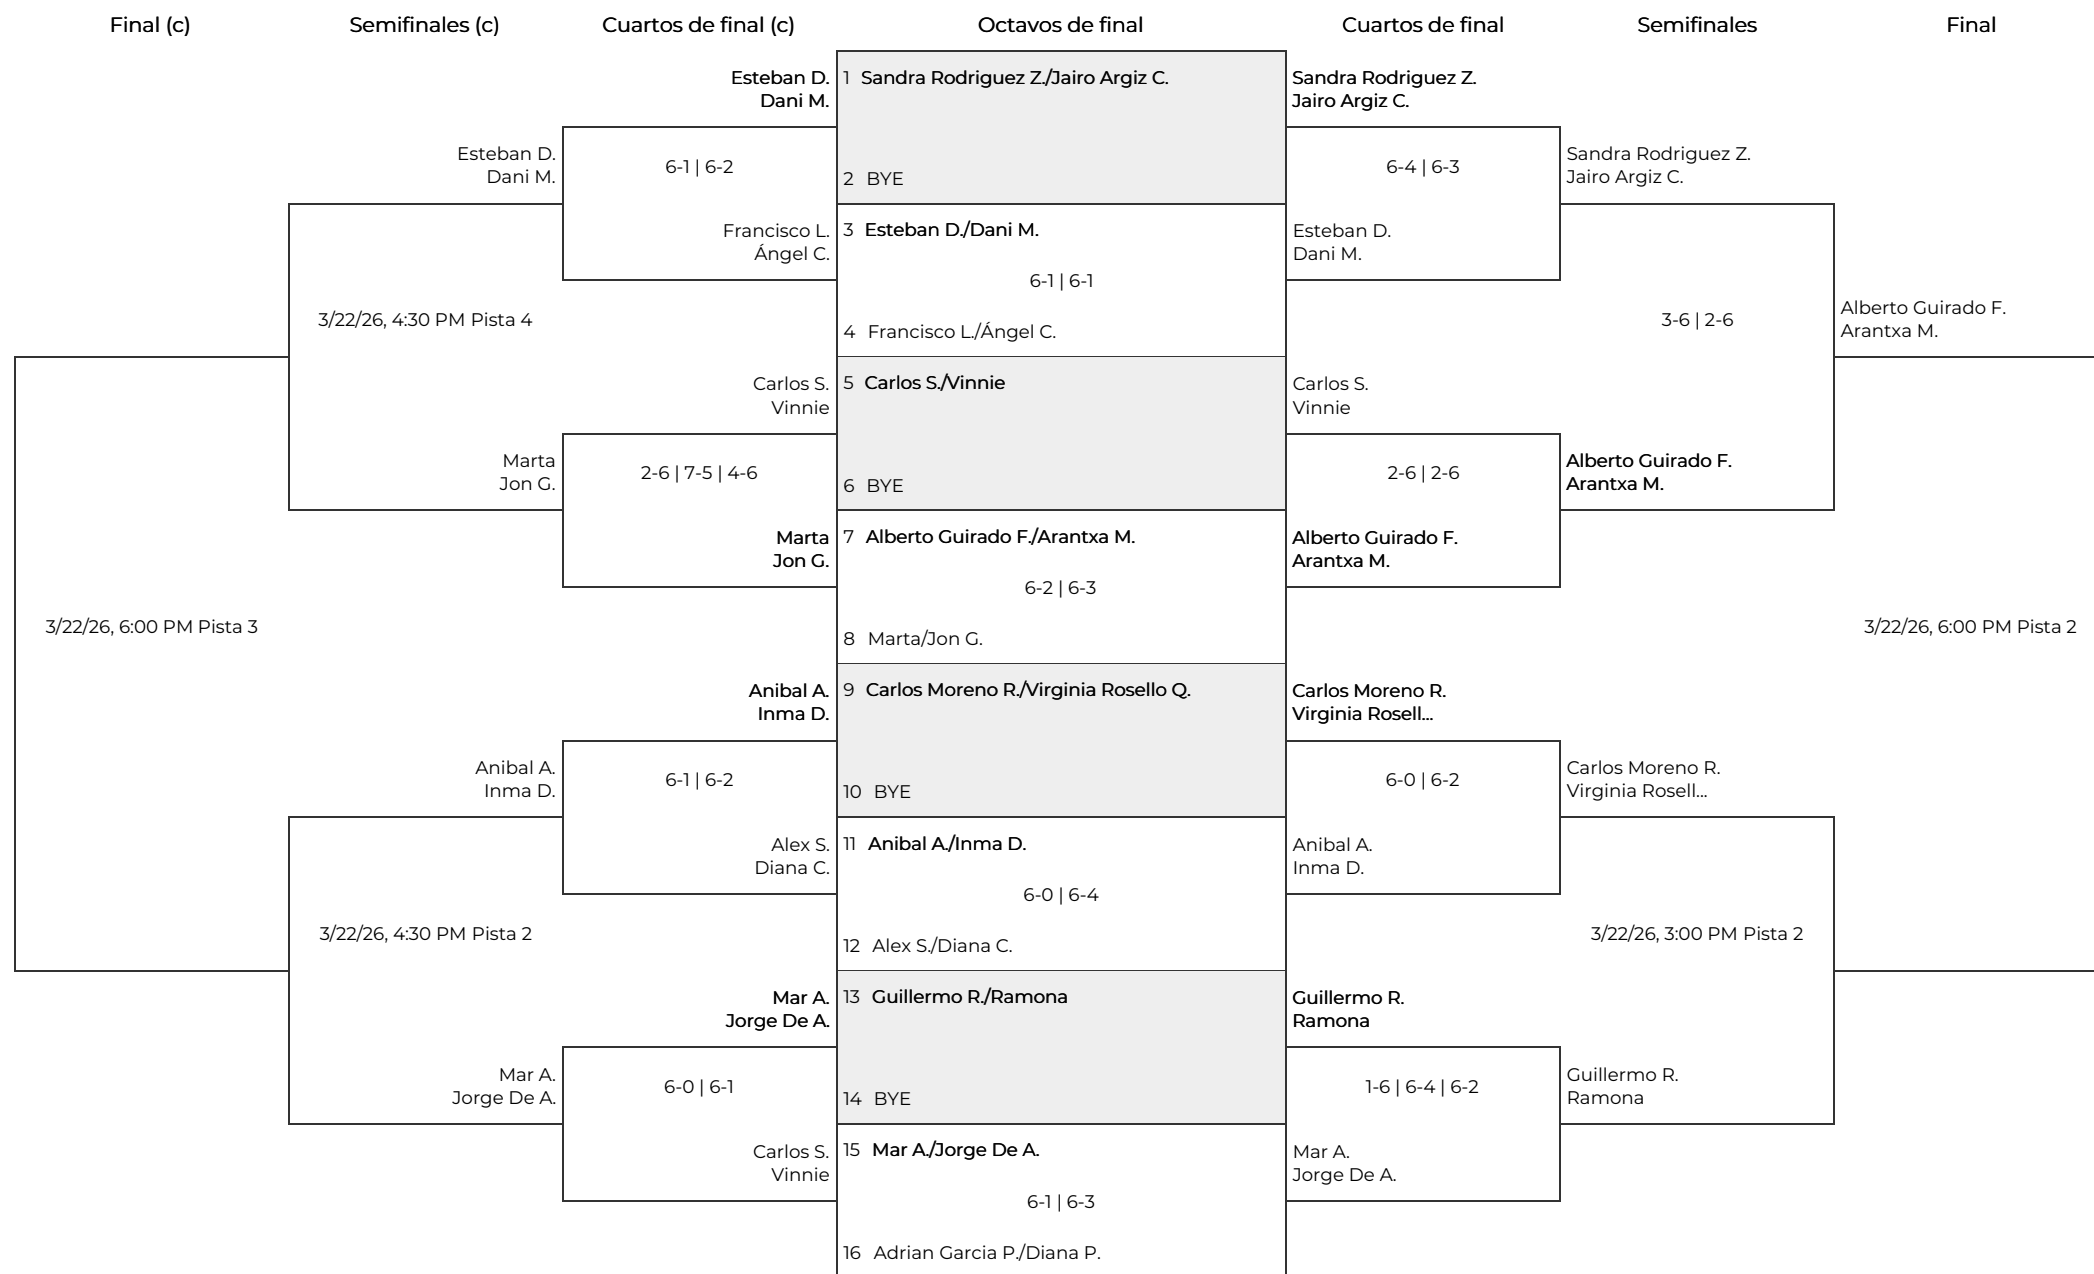 Final (c)
Semifinales (c)
Cuartos de final (c)
Octavos de final
Cuartos de final
Semifinales
Final
3/22/26, 6:00 PM Pista 3
Esteban D.
Dani M.
3/22/26, 4:30 PM Pista 4
Marta
Jon G.
Anibal A.
Inma D.
3/22/26, 4:30 PM Pista 2
Mar A.
Jorge De A.
Esteban D.
Dani M.
6-1 | 6-2
Francisco L.
Ángel C.
Carlos S.
Vinnie
2-6 | 7-5 | 4-6
Marta
Jon G.
Anibal A.
Inma D.
6-1 | 6-2
Alex S.
Diana C.
Mar A.
Jorge De A.
6-0 | 6-1
Carlos S.
Vinnie
1 Sandra Rodriguez Z./Jairo Argiz C.
2 BYE
3 Esteban D./Dani M.
6-1 | 6-1
4 Francisco L./Ángel C.
5 Carlos S./Vinnie
6 BYE
7 Alberto Guirado F./Arantxa M.
6-2 | 6-3
8 Marta/Jon G.
9 Carlos Moreno R./Virginia Rosello Q.
10 BYE
11 Anibal A./Inma D.
6-0 | 6-4
12 Alex S./Diana C.
13 Guillermo R./Ramona
14 BYE
15 Mar A./Jorge De A.
6-1 | 6-3
16 Adrian Garcia P./Diana P.
Sandra Rodriguez Z.
Jairo Argiz C.
6-4 | 6-3
Esteban D.
Dani M.
Carlos S.
Vinnie
2-6 | 2-6
Alberto Guirado F.
Arantxa M.
Carlos Moreno R.
Virginia Rosell...
6-0 | 6-2
Anibal A.
Inma D.
Guillermo R.
Ramona
1-6 | 6-4 | 6-2
Mar A.
Jorge De A.
Sandra Rodriguez Z.
Jairo Argiz C.
3-6 | 2-6
Alberto Guirado F.
Arantxa M.
Carlos Moreno R.
Virginia Rosell...
3/22/26, 3:00 PM Pista 2
Guillermo R.
Ramona
Alberto Guirado F.
Arantxa M.
3/22/26, 6:00 PM Pista 2